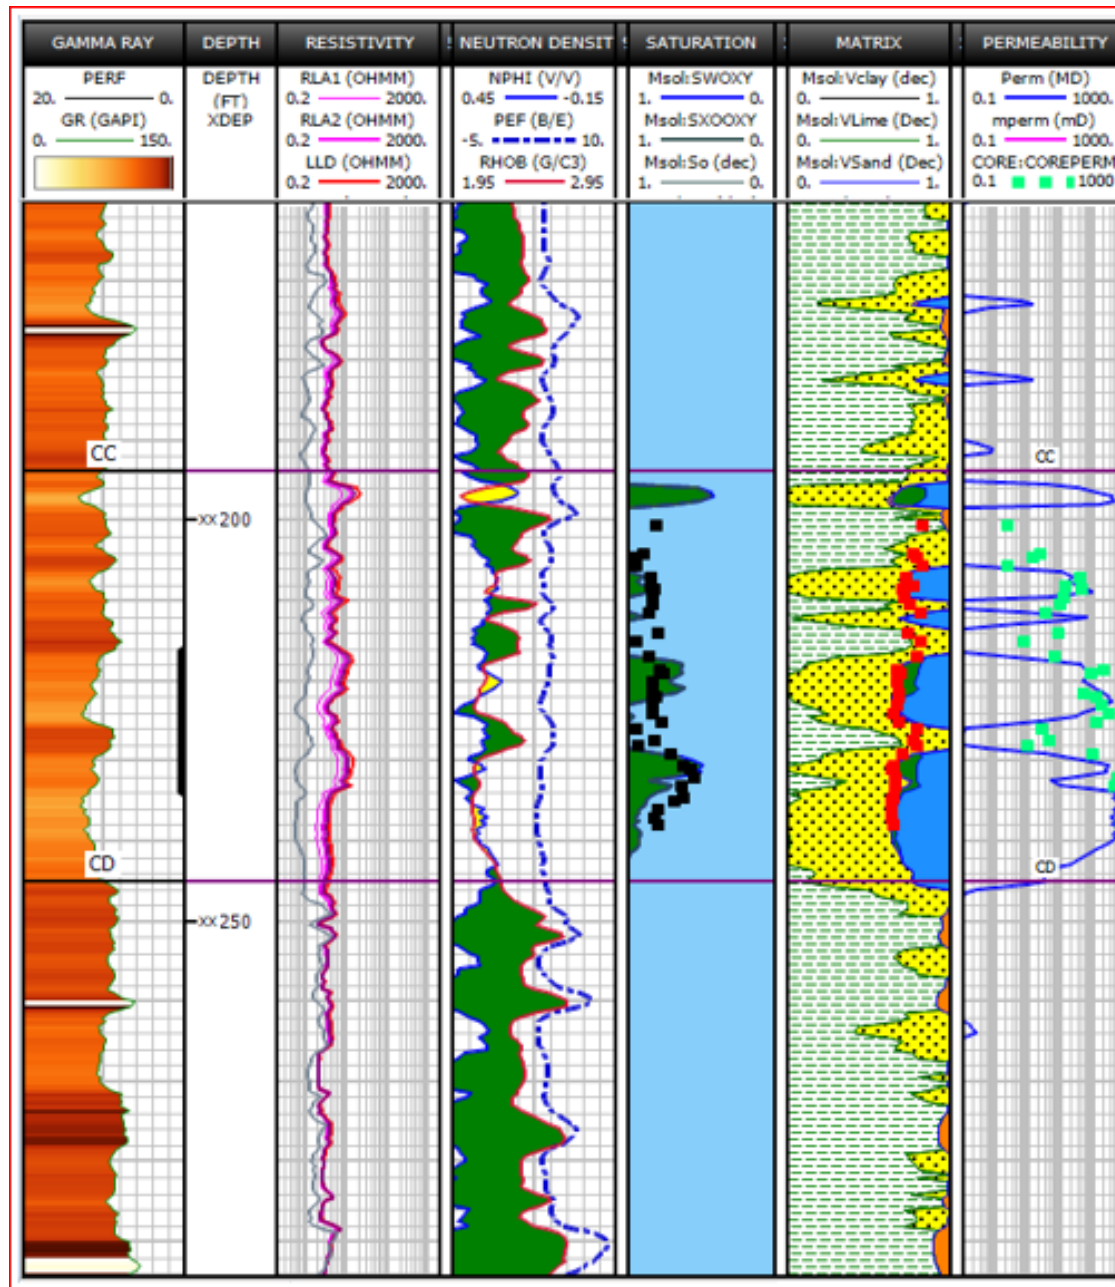 GAMMA RAY DEPTH RESISTIVITY NEUTRON DENSIT SATURATION MATRIX PERMEABILITY
PERF
20. 0.
GR (GAPI)
0. 150.
DEPTH
(FT)
XDEP
RLA1 (OHMM)
0.2 2000.
RLA2 (OHMM)
0.2 2000.
LLD (OHMM)
0.2 2000.
NPHI (V/V)
0.45 -0.15
PEF (B/E)
-5. 10.
RHOB (G/C3)
1.95 2.95
Msol:SWOXY
1. 0.
Msol:SXOOXY
1. 0.
Msol:So (dec)
1. 0.
Msol:Vclay (dec)
0. 1.
Msol:VLime (Dec)
0. 1.
Msol:VSand (Dec)
0. 1.
Perm (MD)
0.1 1000.
mperm (mD)
0.1 1000.
CORE:COREPERM
0.1 1000
CC CC
xx200
CD CD
xx250